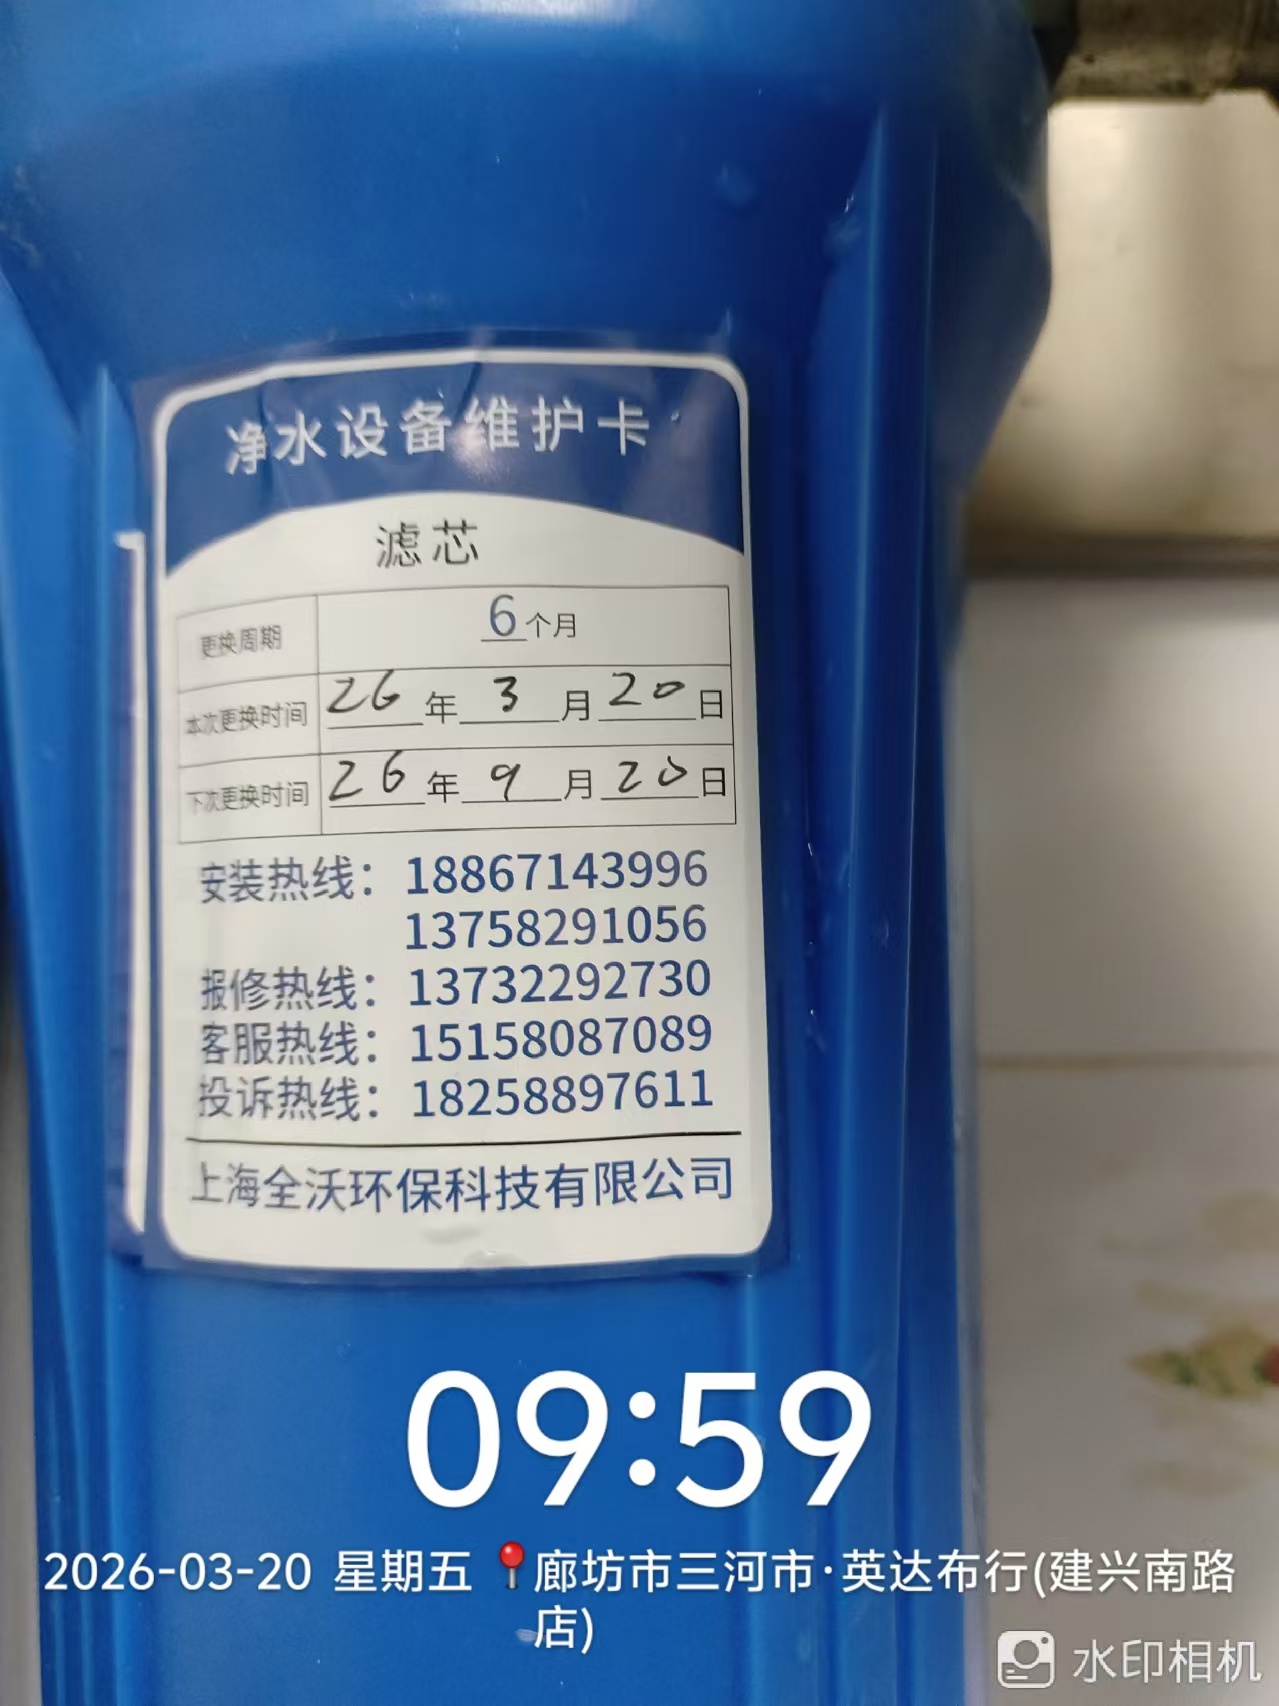 净水设备维护卡
滤芯
更换周期 6个月
本次更换时间 26年3月20日
下次更换时间 26年9月20日
安装热线：18867143996
13758291056
报修热线：13732292730
客服热线：15158087089
投诉热线：18258897611
上海全沃环保科技有限公司
09:59
2026-03-20 星期五 廊坊市三河市·英达布行(建兴南路
店)
水印相机